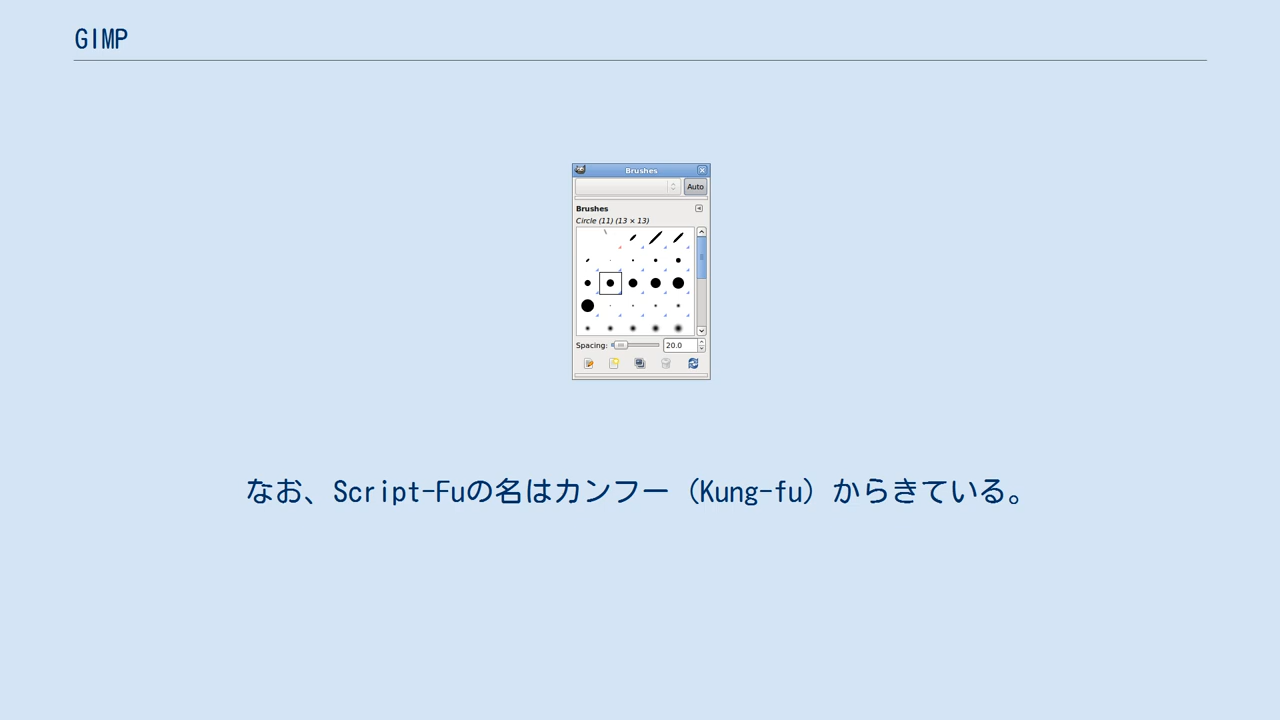 GIMP
Brushes
Auto
Brushes
Circle (11) (13 × 13)
Spacing:
20.0
なお、Script-Fuの名はカンフー（Kung-fu）からきている。